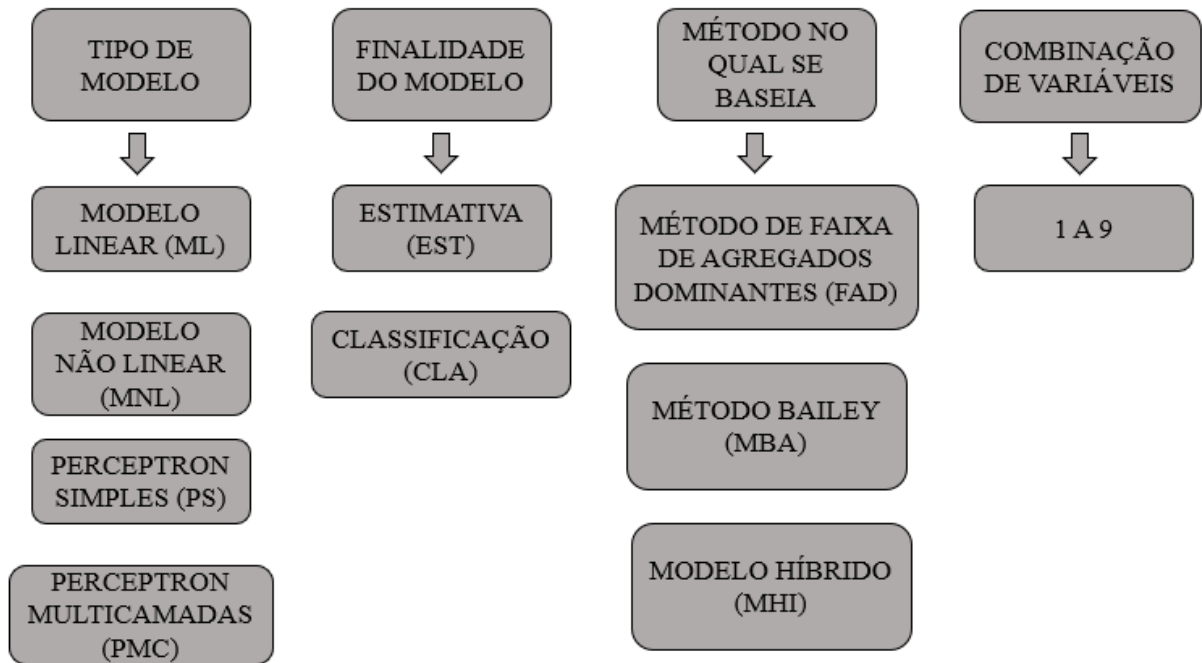 TIPO DE
MODELO
MODELO
LINEAR (ML)
MODELO
NÃO LINEAR
(MNL)
PERCEPTRON
SIMPLES (PS)
PERCEPTRON
MULTICAMADAS
(PMC)
FINALIDADE
DO MODELO
ESTIMATIVA
(EST)
CLASSIFICAÇÃO
(CLA)
MÉTODO NO
QUAL SE
BASEIA
MÉTODO DE FAIXA
DE AGREGADOS
DOMINANTES (FAD)
MÉTODO BAILEY
(MBA)
MODELO HÍBRIDO
(MHI)
COMBINAÇÃO
DE VARIÁVEIS
1 A 9